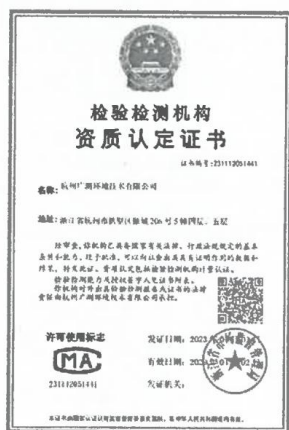 检验检测机构
资质认定证书
证书编号:231112051441
名称: 杭州广测环境技术有限公司
地址: 浙江省杭州市拱墅区 206号5幢四层、五层
经审查，你机构已具备国家有关法律、行政法规规定的基本
条件和能力，现予批准，可以向社会出具具有证明作用的数据和
结果，特发此证。资质认定包括检验检测机构计量认证。
检验检测能力及授权签字人见证书附表。
你机构对外出具检验检测报告或证书的法律
责任由杭州广测环境技术有限公司承担。
许可使用标志
MA
231112051441
发证日期: 202
有效日期:
发证机关: